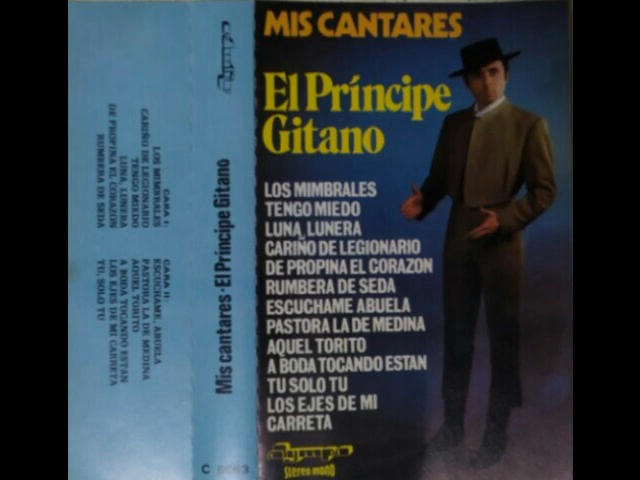 MIS CANTARES
El Príncipe
Gitano
LOS MIMBRALES
TENGO MIEDO
LUNA LUNERA
CARIÑO DE LEGIONARIO
DE PROPINA EL CORAZON
RUMBERA DE SEDA
ESCUCHAME ABUELA
PASTORA LA DE MEDINA
AQUEL TORITO
A BODA TOCANDO ESTAN
TU SOLO TU
LOS EJES DE MI
CARRETA
Olympo
stereo mono
Olympo
Mis cantares · El Príncipe Gitano
CARA I:
LOS MIMBRALES
CARIÑO DE LEGIONARIO
TENGO MIEDO
LUNA, LUNERA
DE PROPINA EL CORAZON
RUMBERA DE SEDA
CARA II:
ESCUCHAME, ABUELA
PASTORA LA DE MEDINA
AQUEL TORITO
A BODA TOCANDO ESTAN
LOS EJES DE MI CARRETA
TU, SOLO TU